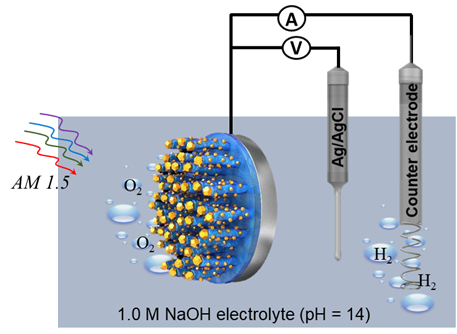 A
V
Ag/AgCl
Counter electrode
AM 1.5
O2
O2
H2
H2
1.0 M NaOH electrolyte (pH = 14)